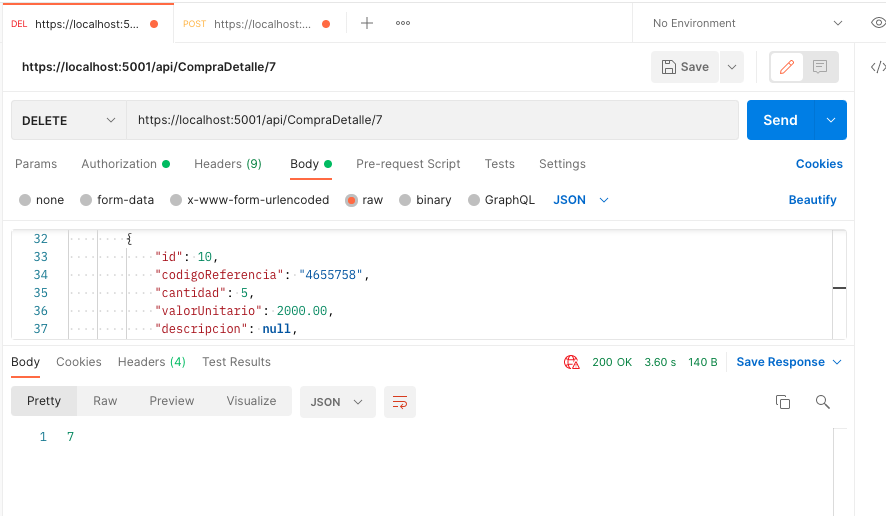 DEL https://localhost:5... POST https://localhost:... No Environment
https://localhost:5001/api/CompraDetalle/7 Save
DELETE https://localhost:5001/api/CompraDetalle/7 Send
Params Authorization Headers (9) Body Pre-request Script Tests Settings Cookies
none form-data x-www-form-urlencoded raw binary GraphQL JSON Beautify
32 {
33 "id": 10,
34 "codigoReferencia": "4655758",
35 "cantidad": 5,
36 "valorUnitario": 2000.00,
37 "descripcion": null,
Body Cookies Headers (4) Test Results 200 OK 3.60 s 140 B Save Response
Pretty Raw Preview Visualize JSON
1 7